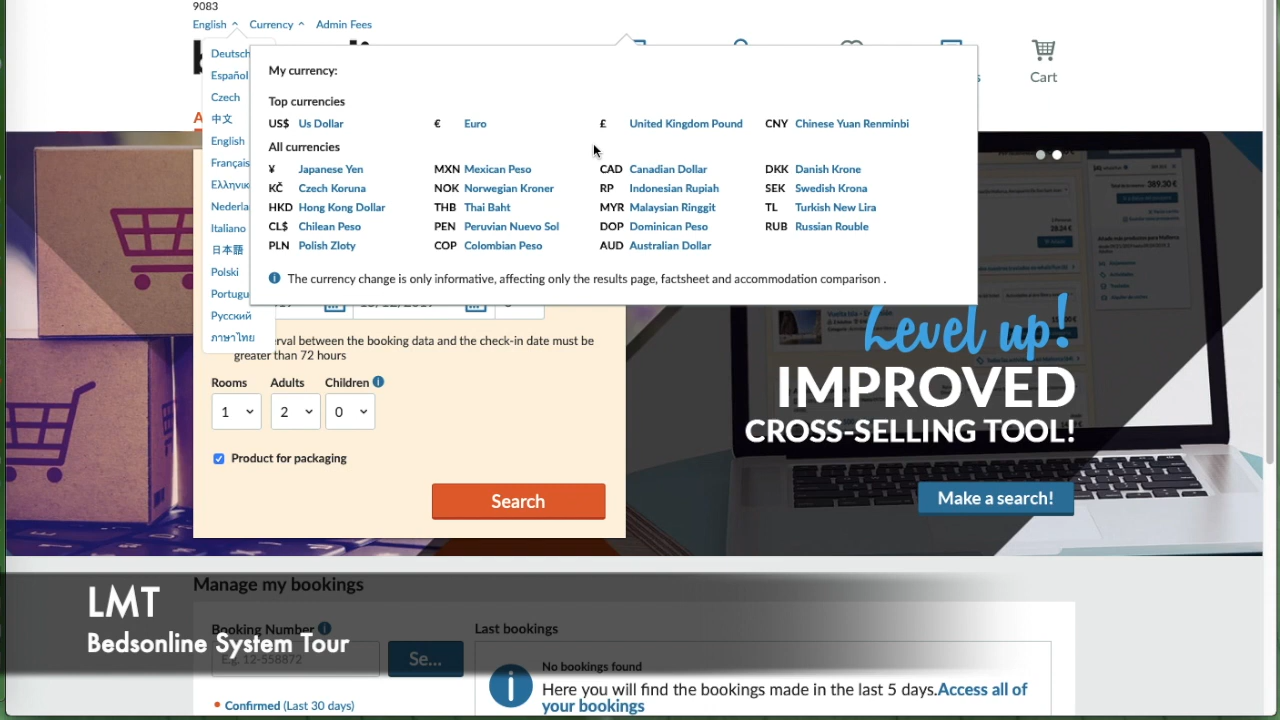 9083
English Currency Admin Fees
Cart
Deutsch
Español
Czech
中文
English
Français
Ελληνικ
Nederla
Italiano
日本語
Polski
Portugu
Русский
ภาษาไทย
My currency:
Top currencies
US$ Us Dollar € Euro £ United Kingdom Pound CNY Chinese Yuan Renminbi
All currencies
¥ Japanese Yen MXN Mexican Peso CAD Canadian Dollar DKK Danish Krone
KČ Czech Koruna NOK Norwegian Kroner RP Indonesian Rupiah SEK Swedish Krona
HKD Hong Kong Dollar THB Thai Baht MYR Malaysian Ringgit TL Turkish New Lira
CL$ Chilean Peso PEN Peruvian Nuevo Sol DOP Dominican Peso RUB Russian Rouble
PLN Polish Zloty COP Colombian Peso AUD Australian Dollar
The currency change is only informative, affecting only the results page, factsheet and accommodation comparison .
erval between the booking data and the check-in date must be
greater than 72 hours
Rooms Adults Children
1 2 0
Product for packaging
Search
389,30 €
Level up!
IMPROVED
CROSS-SELLING TOOL!
Make a search!
Manage my bookings
LMT
Bedsonline System Tour
Booking Number
E.g. 12-558872
Se...
Confirmed (Last 30 days)
Last bookings
No bookings found
Here you will find the bookings made in the last 5 days.Access all of
your bookings